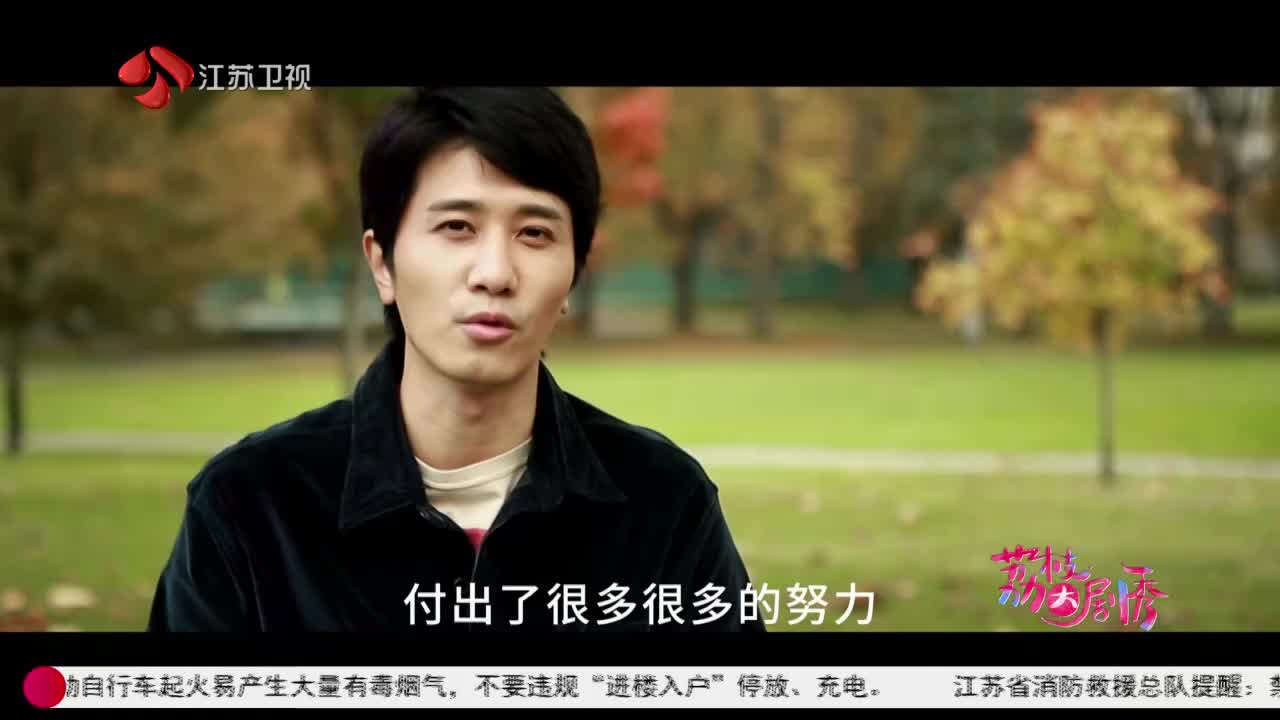 江苏卫视
付出了很多很多的努力
荔枝大剧秀
动自行车起火易产生大量有毒烟气，不要违规“进楼入户”停放、充电。 江苏省消防救援总队提醒：禁